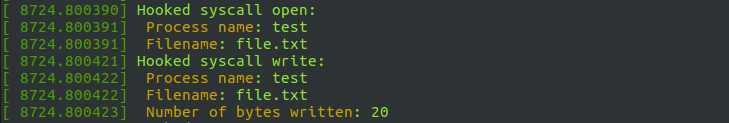 [ 8724.800390] Hooked syscall open:
[ 8724.800391]  Process name: test
[ 8724.800391]  Filename: file.txt
[ 8724.800421] Hooked syscall write:
[ 8724.800422]  Process name: test
[ 8724.800422]  Filename: file.txt
[ 8724.800423]  Number of bytes written: 20